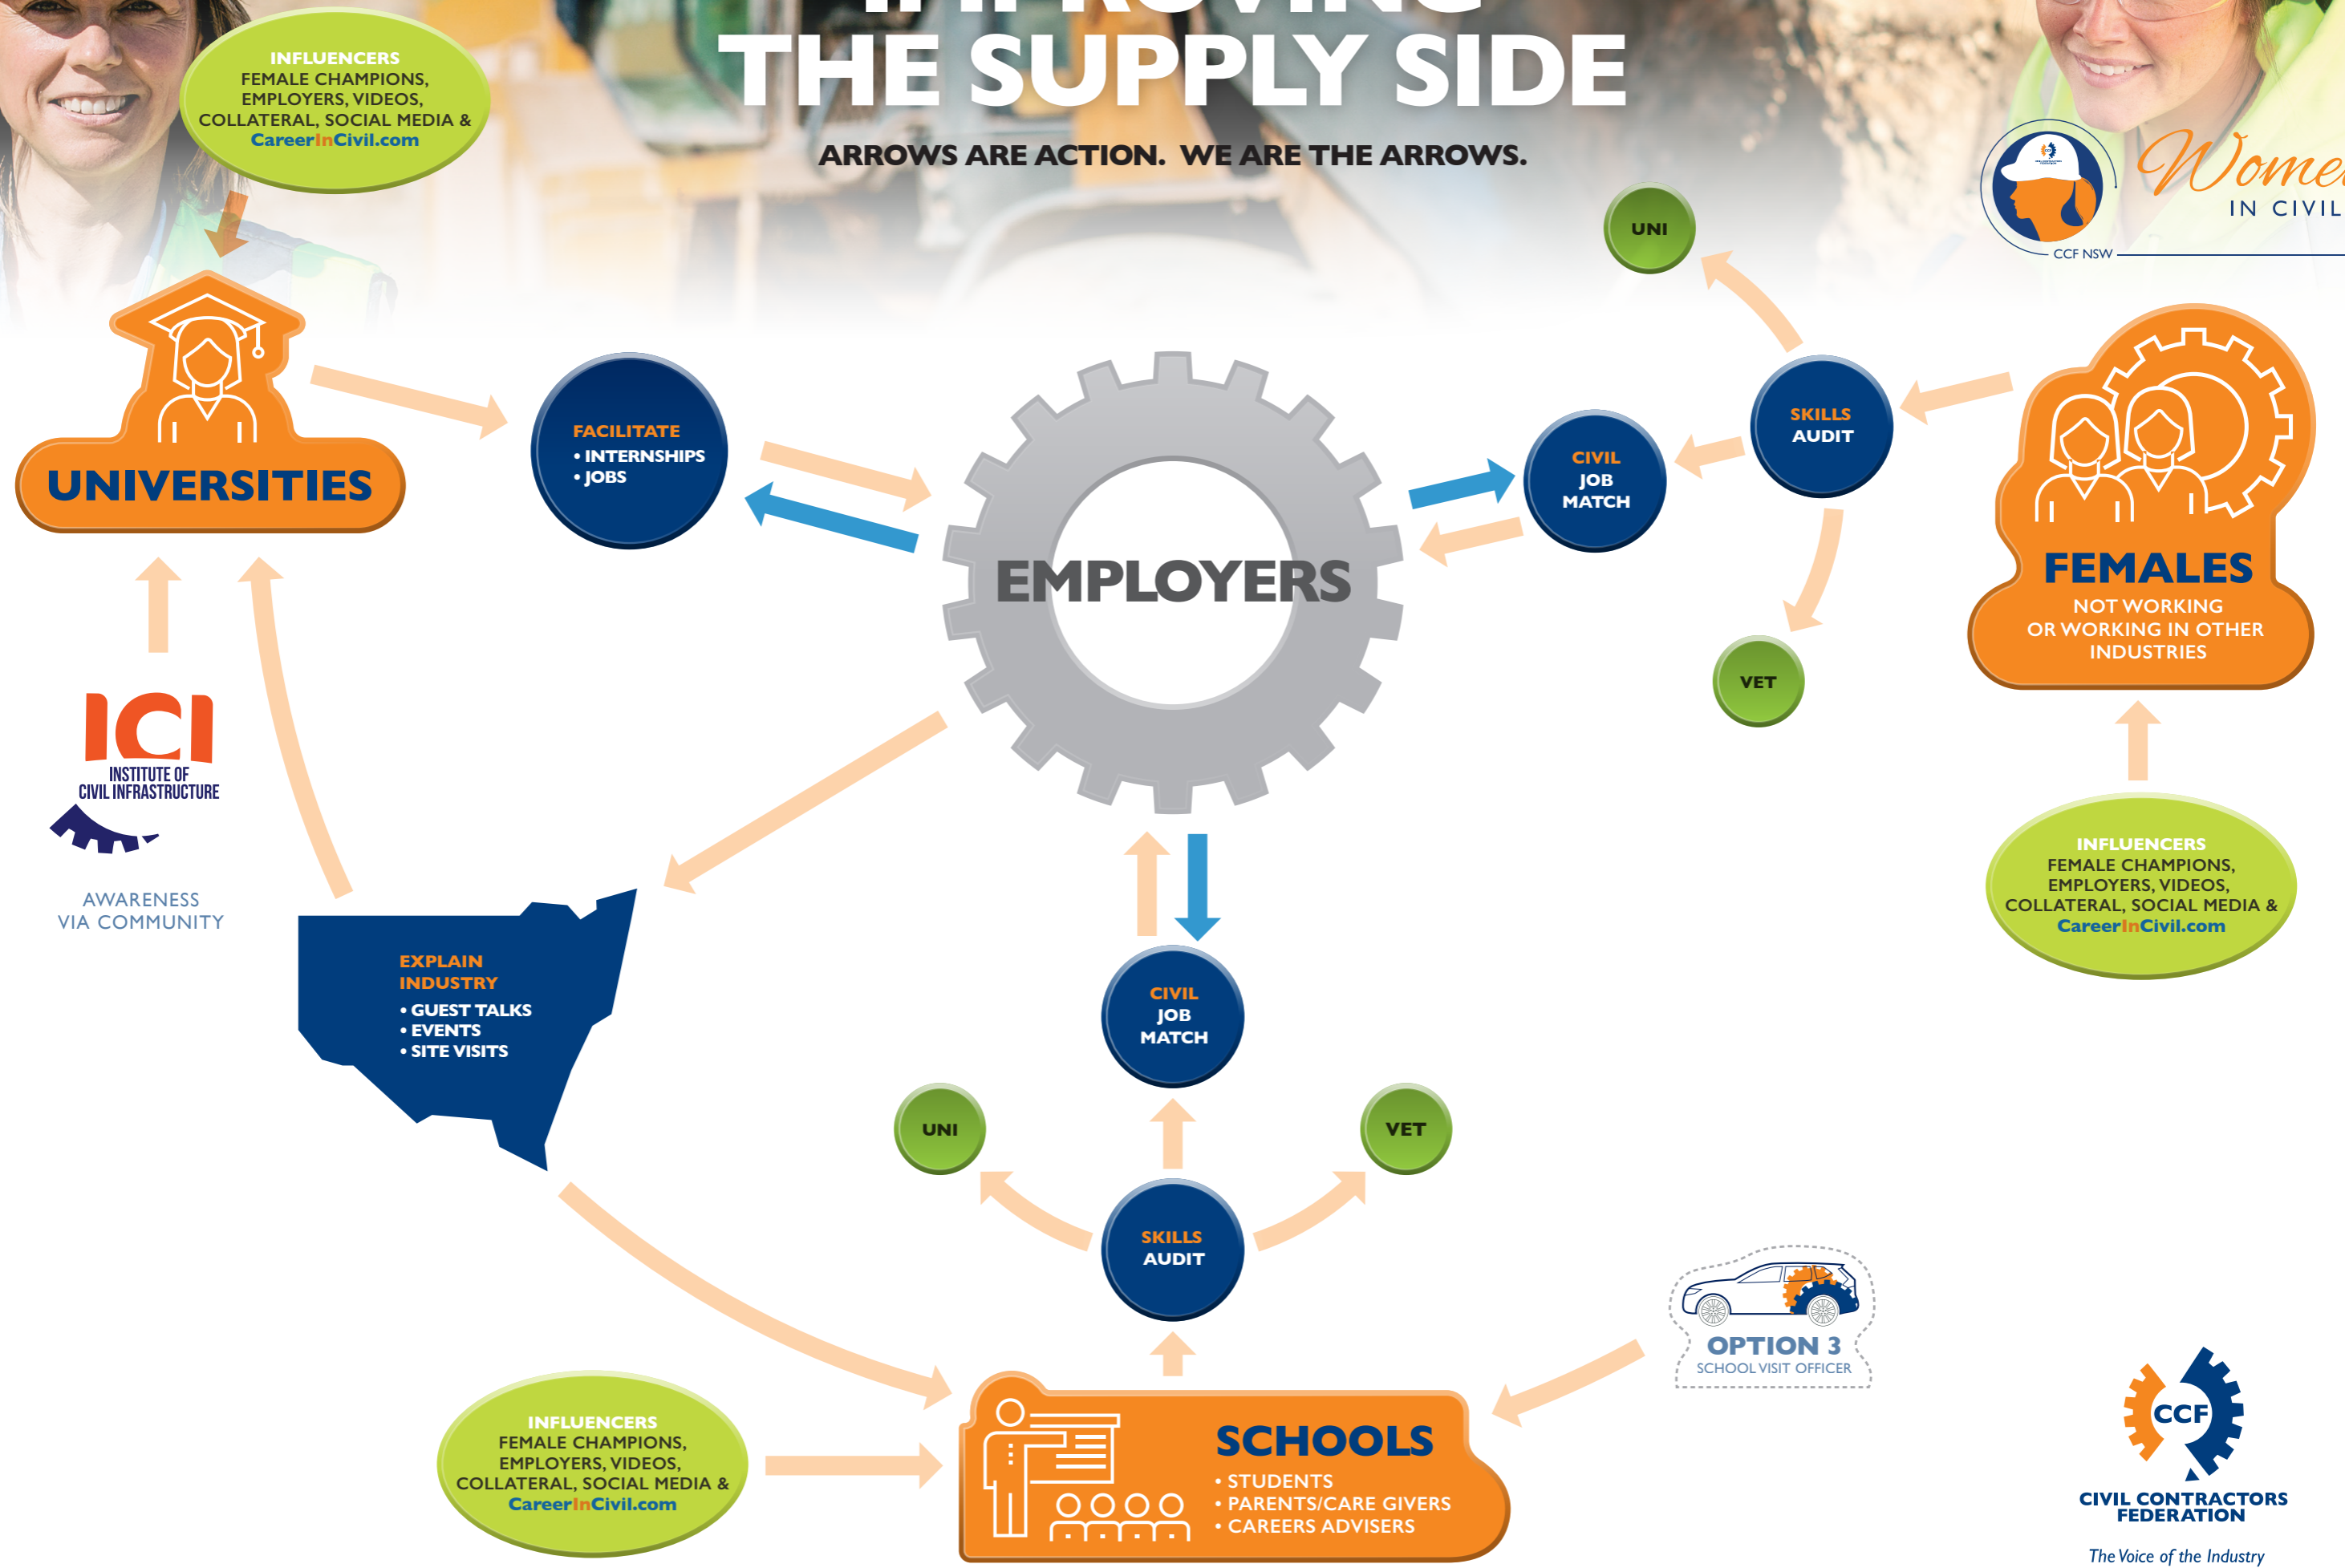 IMPROVING
THE SUPPLY SIDE
ARROWS ARE ACTION. WE ARE THE ARROWS.
INFLUENCERS
FEMALE CHAMPIONS,
EMPLOYERS, VIDEOS,
COLLATERAL, SOCIAL MEDIA &
CareerInCivil.com
CCF NSW
Women
IN CIVIL
UNI
UNIVERSITIES
FACILITATE
• INTERNSHIPS
• JOBS
EMPLOYERS
CIVIL
JOB
MATCH
SKILLS
AUDIT
FEMALES
NOT WORKING
OR WORKING IN OTHER
INDUSTRIES
VET
ICI
INSTITUTE OF
CIVIL INFRASTRUCTURE
AWARENESS
VIA COMMUNITY
INFLUENCERS
FEMALE CHAMPIONS,
EMPLOYERS, VIDEOS,
COLLATERAL, SOCIAL MEDIA &
CareerInCivil.com
EXPLAIN
INDUSTRY
• GUEST TALKS
• EVENTS
• SITE VISITS
CIVIL
JOB
MATCH
UNI
VET
SKILLS
AUDIT
OPTION 3
SCHOOL VISIT OFFICER
INFLUENCERS
FEMALE CHAMPIONS,
EMPLOYERS, VIDEOS,
COLLATERAL, SOCIAL MEDIA &
CareerInCivil.com
SCHOOLS
• STUDENTS
• PARENTS/CARE GIVERS
• CAREERS ADVISERS
CCF
CIVIL CONTRACTORS
FEDERATION
The Voice of the Industry